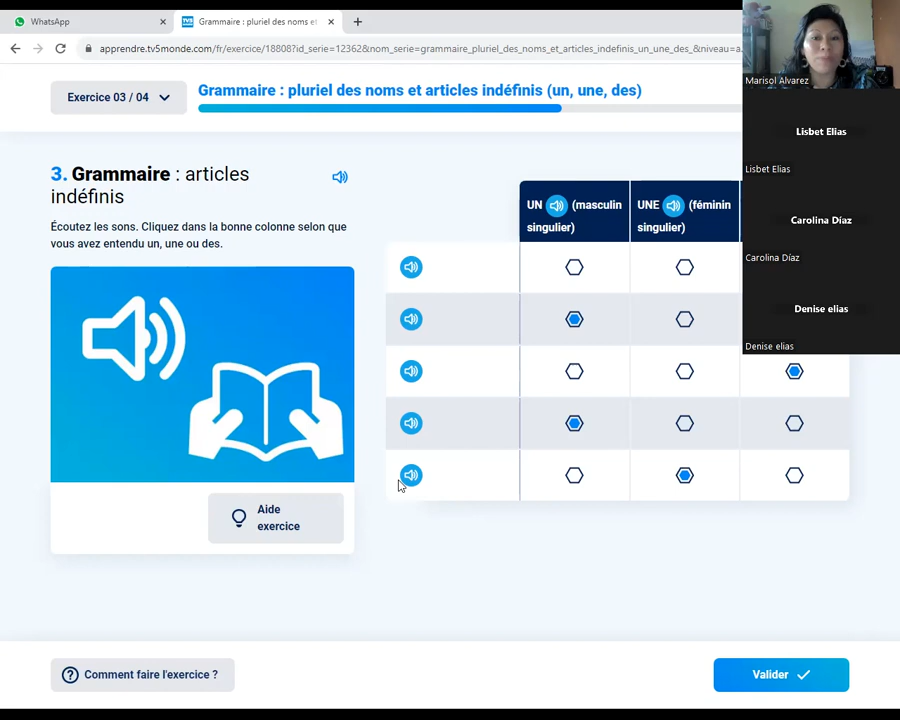 WhatsApp
TV5
Grammaire : pluriel des noms et
apprendre.tv5monde.com/fr/exercice/18808?id_serie=12362&nom_serie=grammaire_pluriel_des_noms_et_articles_indefinis_un_une_des_&niveau=a.
Exercice 03 / 04
Grammaire : pluriel des noms et articles indéfinis (un, une, des)
3. Grammaire : articles
indéfinis
Écoutez les sons. Cliquez dans la bonne colonne selon que
vous avez entendu un, une ou des.
Aide
exercice
UN (masculin
singulier)
UNE (féminin
singulier)
Comment faire l'exercice ?
Valider
Marisol Alvarez
Lisbet Elias
Lisbet Elias
Carolina Díaz
Carolina Díaz
Denise elias
Denise elias